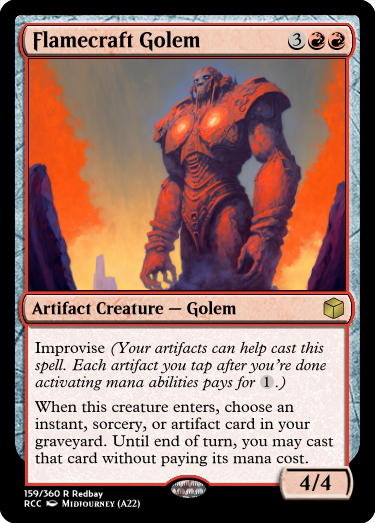 Flamecraft Golem 3
Artifact Creature — Golem
Improvise (Your artifacts can help cast this
spell. Each artifact you tap after you're done
activating mana abilities pays for 1.)
When this creature enters, choose an
instant, sorcery, or artifact card in your
graveyard. Until end of turn, you may cast
that card without paying its mana cost.
4/4
159/360 R Redbay
RCC Midjourney (A22)